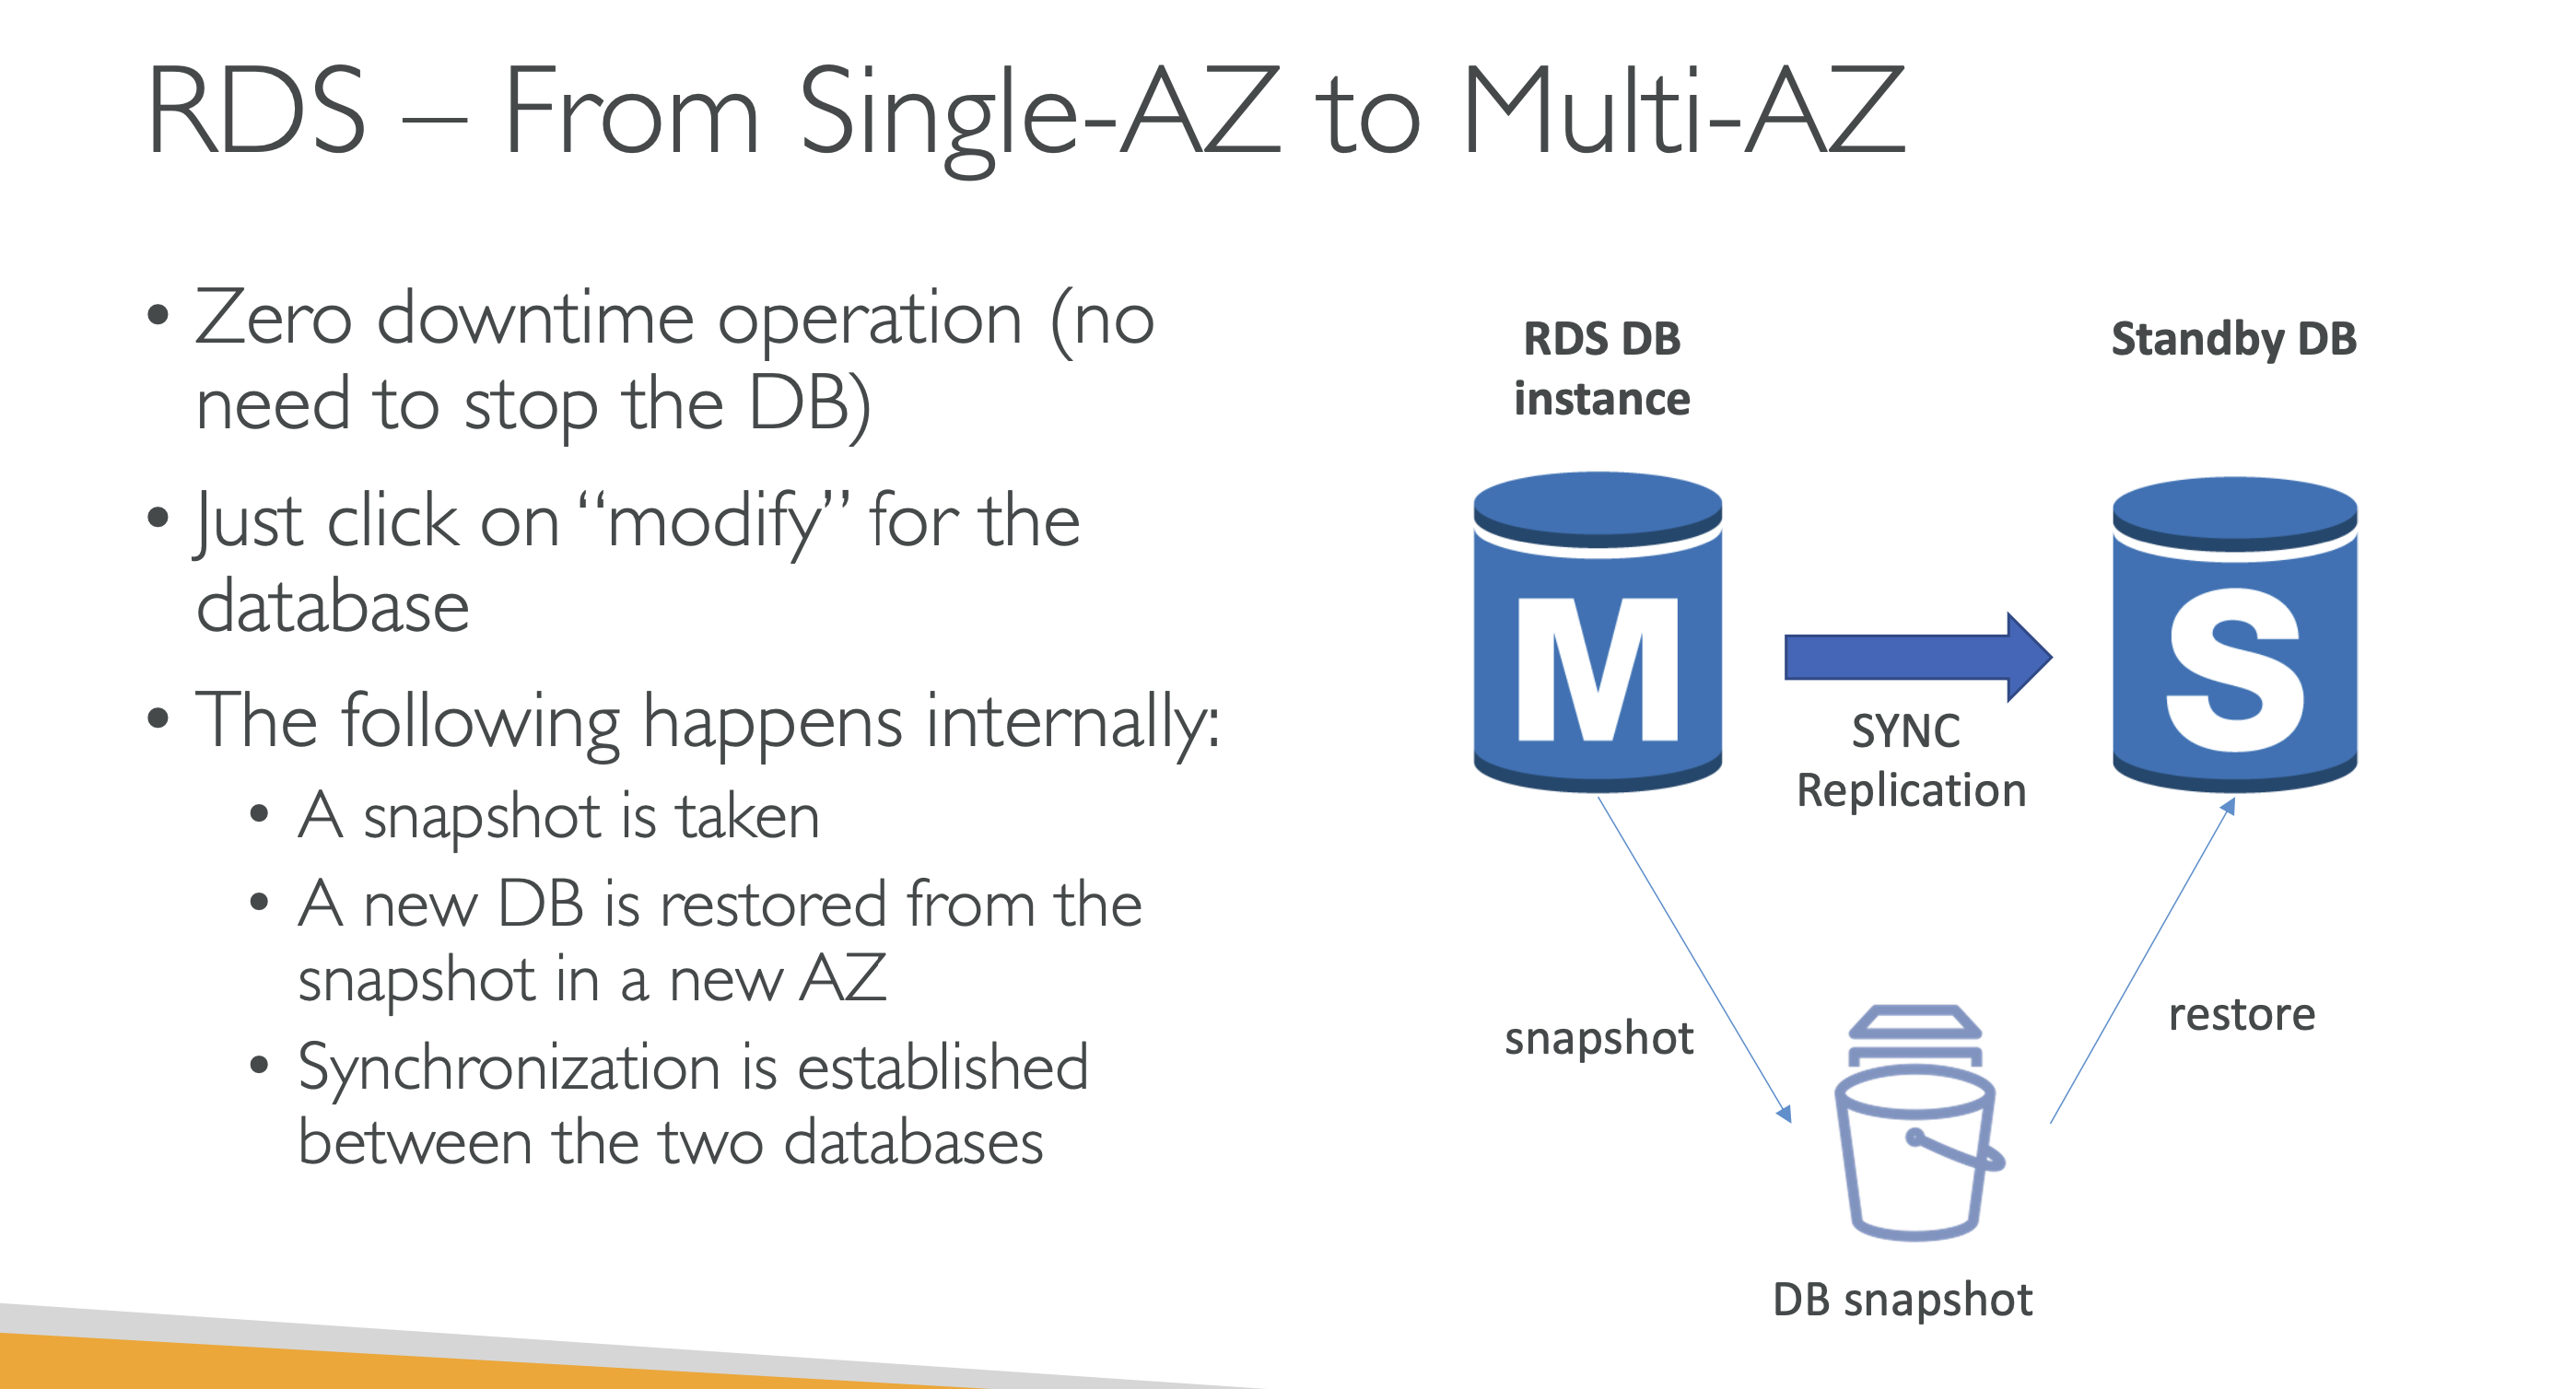 RDS – From Single-AZ to Multi-AZ
• Zero downtime operation (no
need to stop the DB)
• Just click on “modify” for the
database
• The following happens internally:
• A snapshot is taken
• A new DB is restored from the
snapshot in a new AZ
• Synchronization is established
between the two databases
RDS DB
instance
Standby DB
M
S
SYNC
Replication
snapshot
restore
DB snapshot